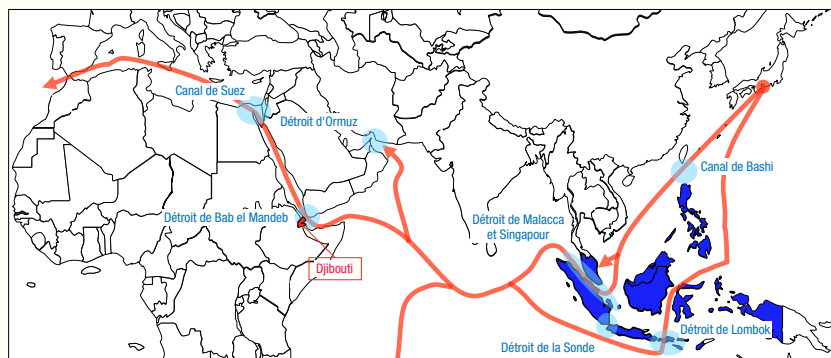 Canal de Suez
Détroit d'Ormuz
Canal de Bashi
Détroit de Bab el Mandeb
Détroit de Malacca
et Singapour
Djibouti
Détroit de Lombok
Détroit de la Sonde